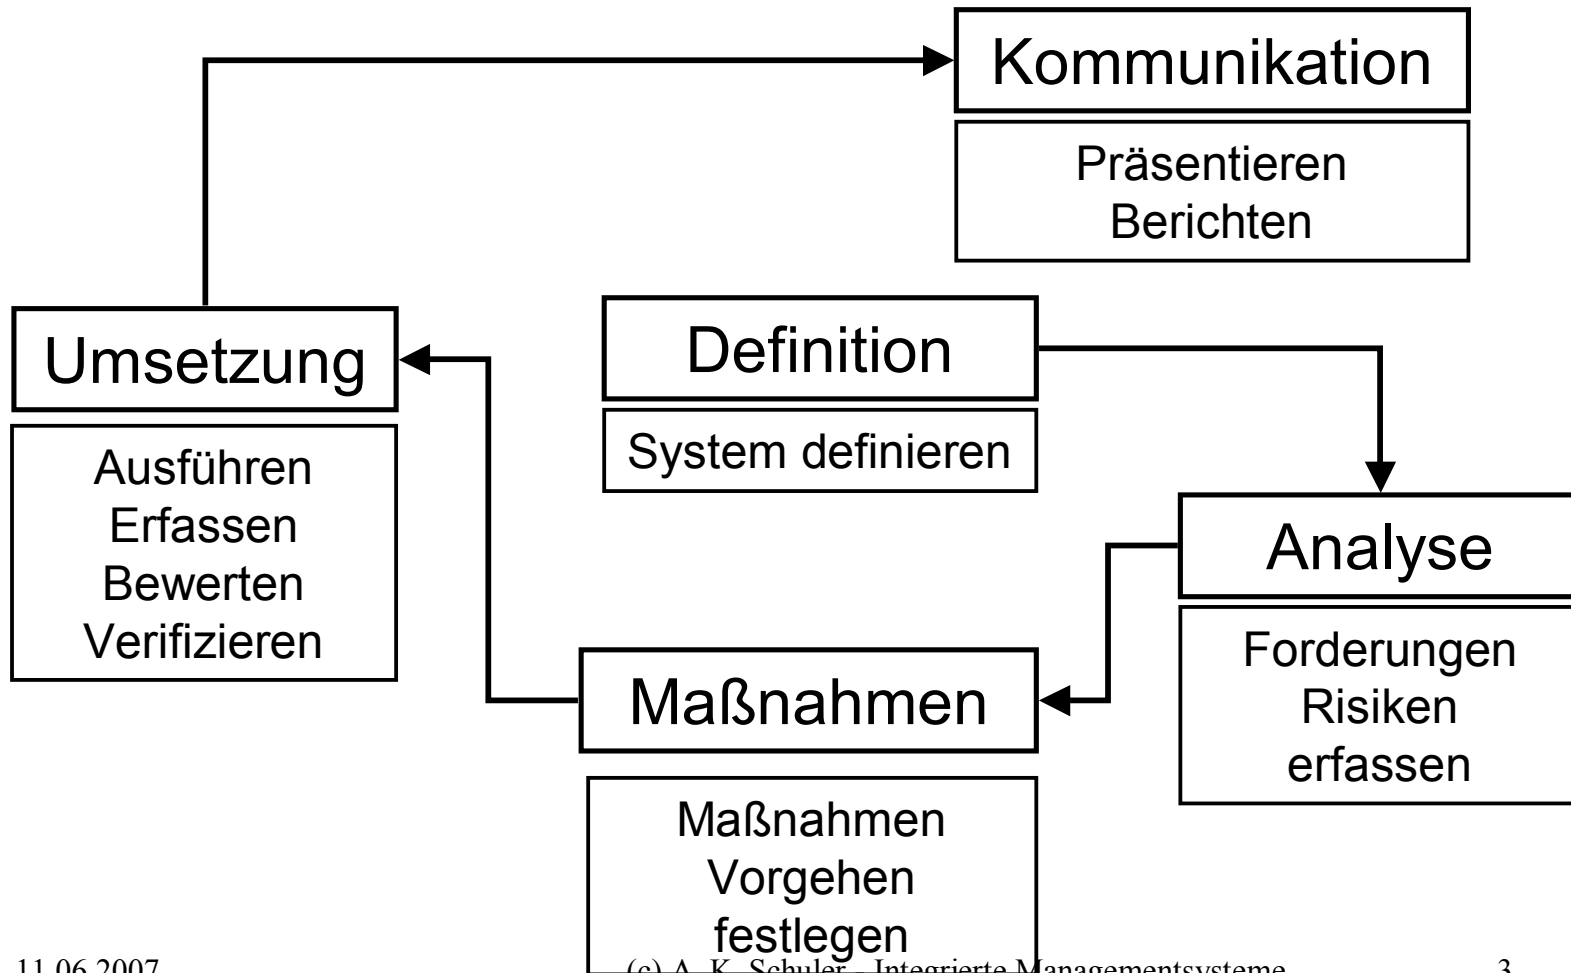 Kommunikation
Präsentieren
Berichten
Umsetzung
Ausführen
Erfassen
Bewerten
Verifizieren
Definition
System definieren
Analyse
Forderungen
Risiken
erfassen
Maßnahmen
Maßnahmen
Vorgehen
festlegen
11.06.2007
(c) A. K. Schuler - Integrierte Managementsysteme
3